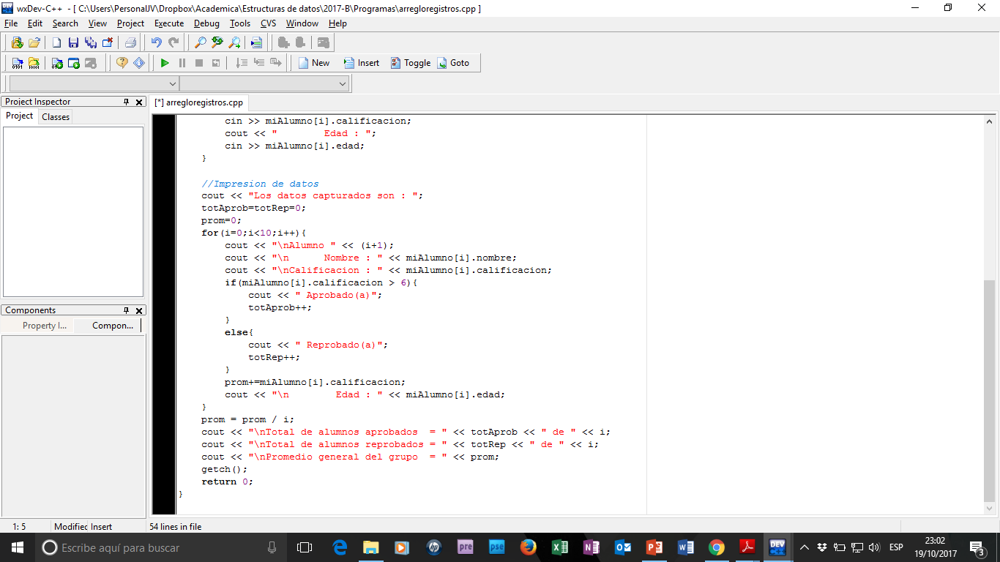 wxDev-C++ - [ C:\Users\PersonalJV\Dropbox\Academica\Estructuras de datos\2017-B\Programas\arregloregistros.cpp ]
File Edit Search View Project Execute Debug Tools CVS Window Help
New Insert Toggle Goto
Project Inspector
Project Classes
[*] arregloregistros.cpp
cin >> miAlumno[i].calificacion;
cout << "        Edad : ";
cin >> miAlumno[i].edad;
}
//Impresion de datos
cout << "Los datos capturados son : ";
totAprob=totRep=0;
prom=0;
for(i=0;i<10;i++){
cout << "\nAlumno " << (i+1);
cout << "\n      Nombre : " << miAlumno[i].nombre;
cout << "\nCalificacion : " << miAlumno[i].calificacion;
if(miAlumno[i].calificacion > 6){
cout << " Aprobado(a)";
totAprob++;
}
else{
cout << " Reprobado(a)";
totRep++;
}
prom+=miAlumno[i].calificacion;
cout << "\n        Edad : " << miAlumno[i].edad;
}
prom = prom / i;
cout << "\nTotal de alumnos aprobados  = " << totAprob << " de " << i;
cout << "\nTotal de alumnos reprobados = " << totRep << " de " << i;
cout << "\nPromedio general del grupo  = " << prom;
getch();
return 0;
}
Components
Property I... Compon...
1: 5 Modifiec Insert 54 lines in file
Escribe aquí para buscar
hp pre pse
ESP
23:02
19/10/2017
3